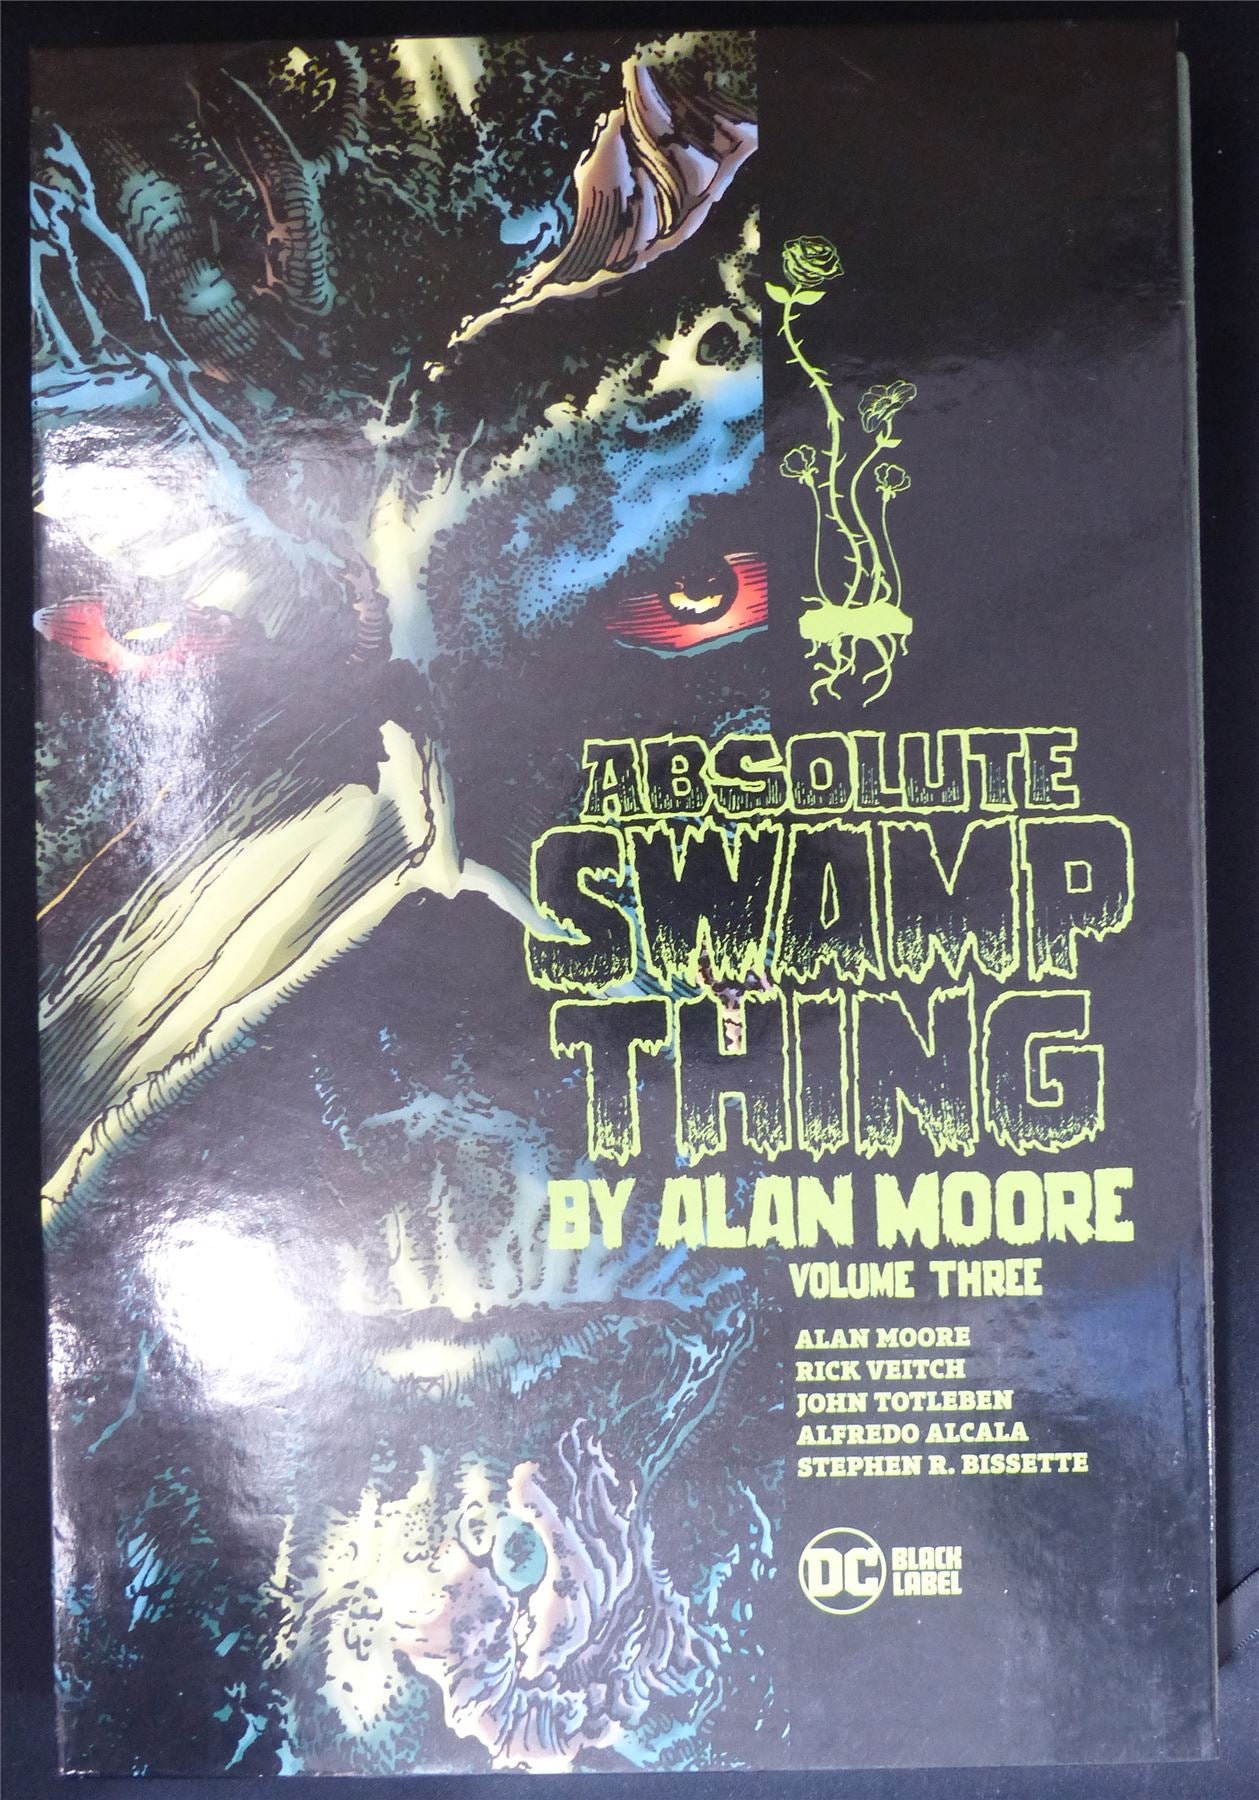 ABSOLUTE
SWAMP
THING
BY ALAN MOORE
VOLUME THREE
ALAN MOORE
RICK VEITCH
JOHN TOTLEBEN
ALFREDO ALCALA
STEPHEN R. BISSETTE
DC BLACK
LABEL